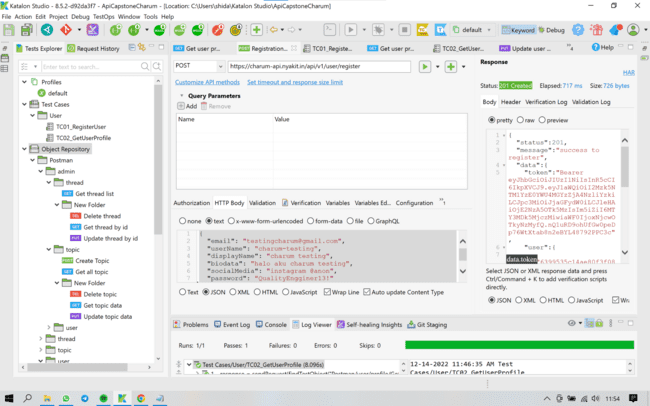 Katalon Studio - 8.5.2-d92da3f7 - ApiCapstoneCharum - [Location: C:\Users\shida\Katalon Studio\ApiCapstoneCharum]
File Action Edit Project Debug TestOps Window Tools Help
default
Keyword
Debug
Tests Explorer
Request History
Enter text to search...
Profiles
default
Test Cases
User
TC01_RegisterUser
TC02_GetUserProfile
Object Repository
Postman
admin
thread
Get thread list
New Folder
Delete thread
Get thread by id
Update thread by id
topic
Create Topic
Get all topic
New Folder
Delete topic
Get topic data
Update topic data
user
thread
topic
user
Get user pr
Registration...
TC01_Registe...
Get user pr
TC02_GetUser...
Update user ...
Help
POST
https://charum-api.nyakit.in/api/v1/user/register
Customize API methods
Set timeout and response size limit
Query Parameters
Add
Remove
Name
Value
Authorization
HTTP Body
Validation
Verification
Variables
Variables Ed...
Configuration
none
text
x-www-form-urlencoded
form-data
file
GraphQL
{
"email": "testingcharum@gmail.com",
"userName": "charum-testing",
"displayName": "charum testing",
"biodata": "halo aku charum testing",
"socialMedia": "instagram @anon",
Text
JSON
XML
HTML
JavaScript
Wrap Line
Auto update Content Type
Response
HAR
Status: 201 Created Elapsed: 717 ms Size: 726 bytes
Body
Header
Verification Log
Validation Log
pretty
raw
preview
1 {
2 "status":201,
3 "message":"success to register",
4 "data":{
5 "token":"Bearer
6 "user":{
data.token
Select JSON or XML response data and press Ctrl/Command + K to add verification scripts directly.
JSON
XML
HTML
JavaScript
Problems
Event Log
Console
Log Viewer
Self-healing Insights
Git Staging
Runs: 1/1
Passes: 1
Failures: 0
Errors: 0
Skips: 0
Test Cases/User/TC02_GetUserProfile (8.096s)
12-14-2022 11:46:35 AM Test
Cases/User/TC02_GetUserProfile
11:54